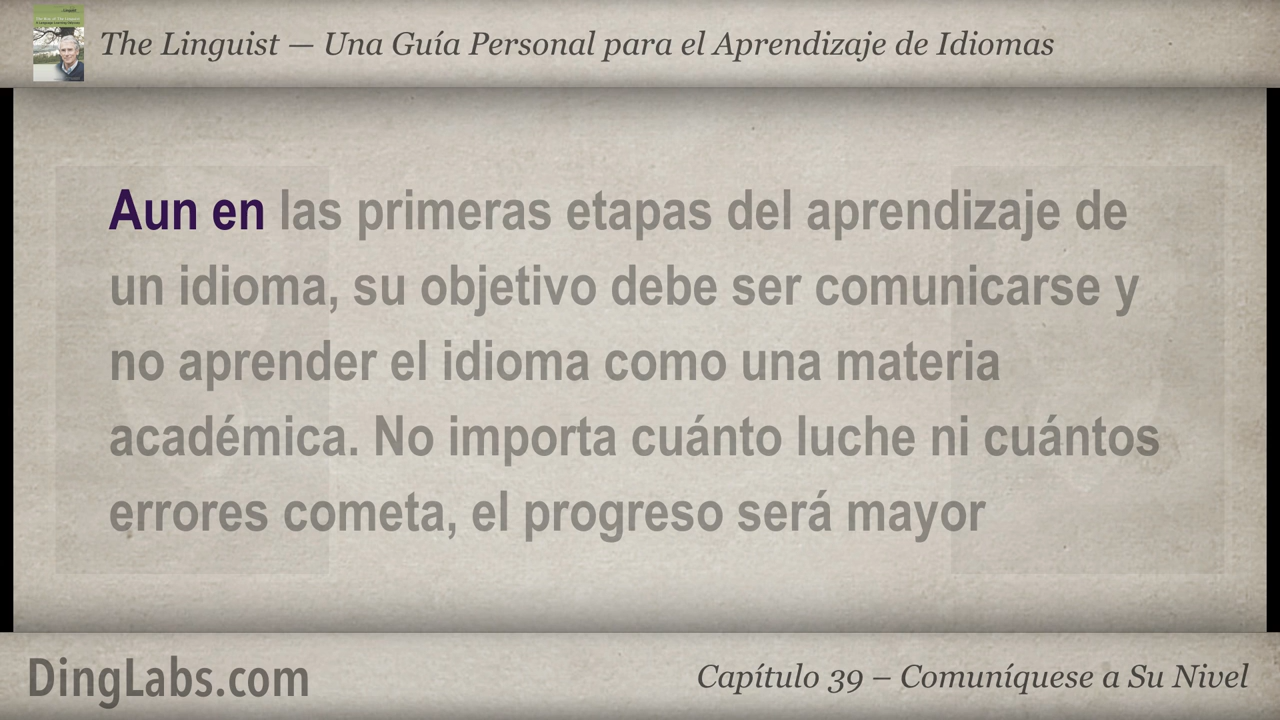 The Linguist — Una Guía Personal para el Aprendizaje de Idiomas
Aun en las primeras etapas del aprendizaje de
un idioma, su objetivo debe ser comunicarse y
no aprender el idioma como una materia
académica. No importa cuánto luche ni cuántos
errores cometa, el progreso será mayor
DingLabs.com
Capítulo 39 – Comuníquese a Su Nivel